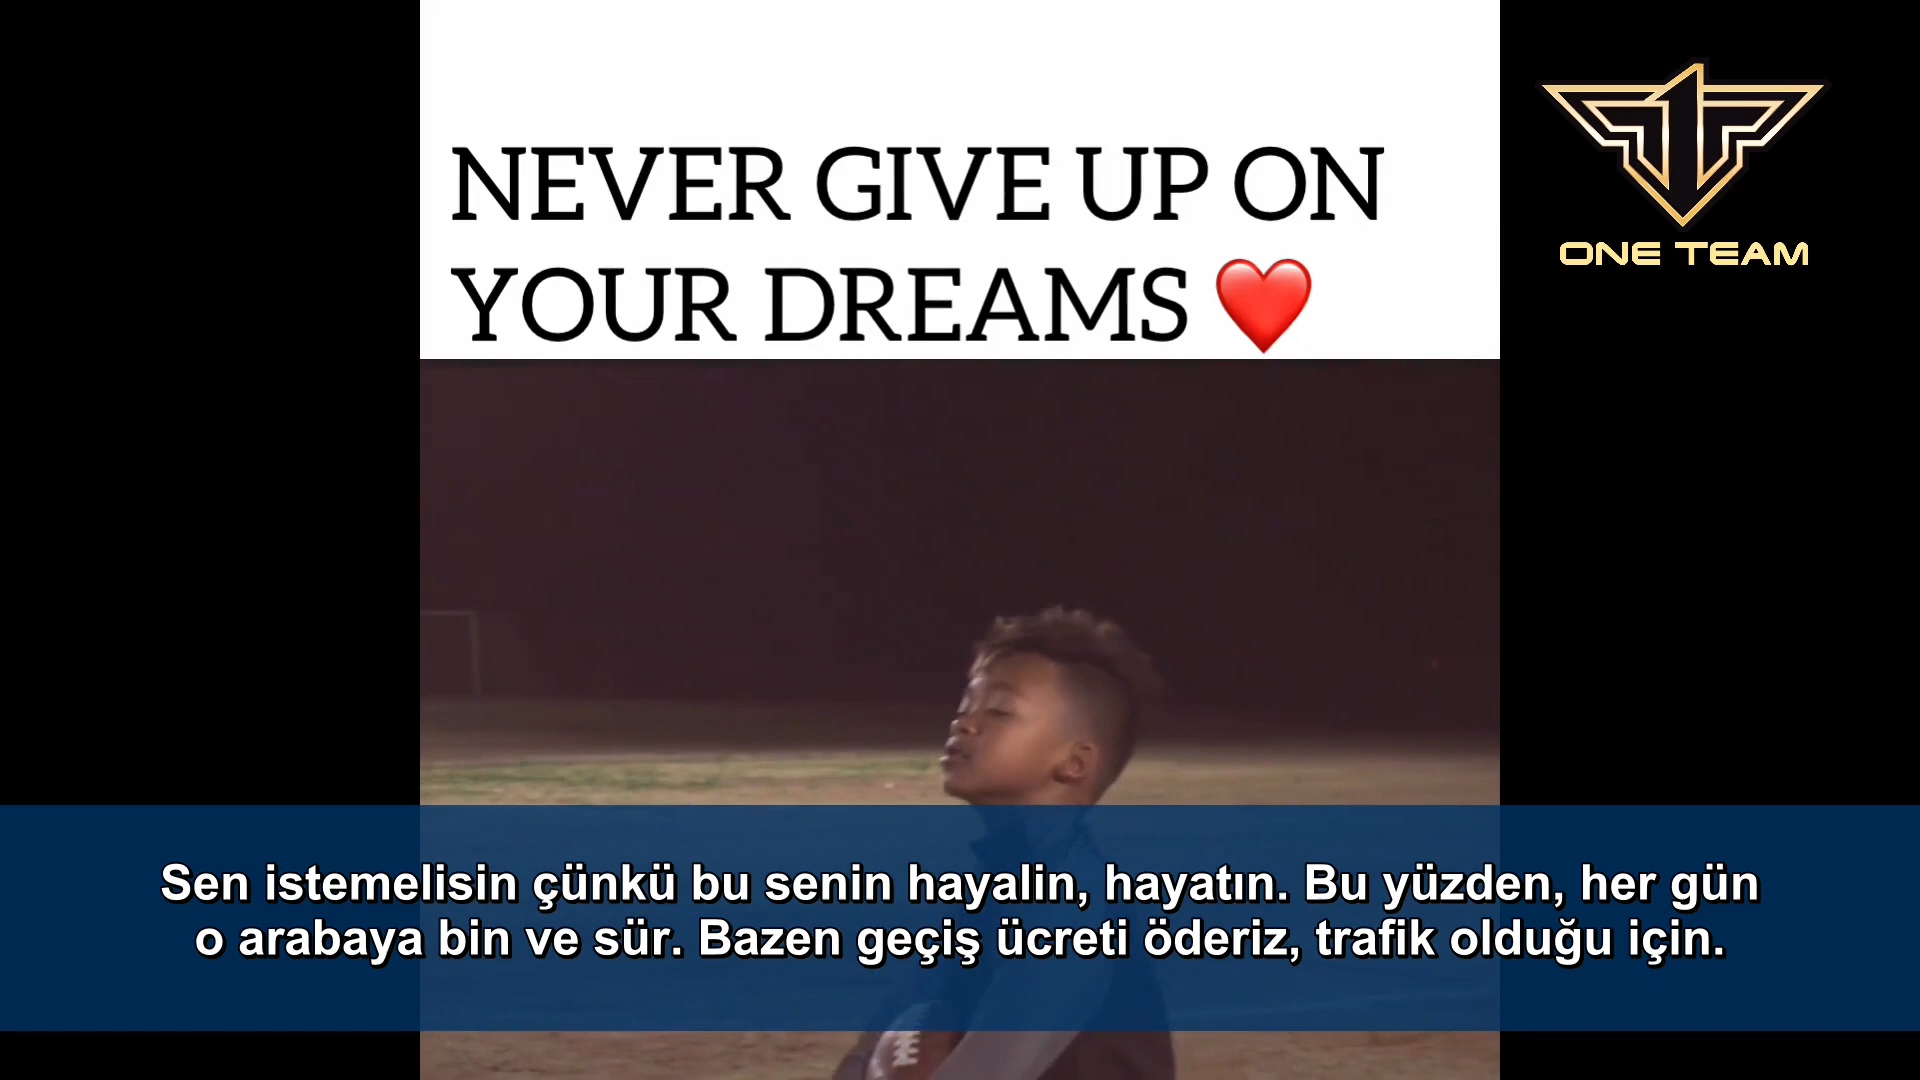 NEVER GIVE UP ON
YOUR DREAMS ❤️
ONE TEAM
Sen istemelisin çünkü bu senin hayalin, hayatın. Bu yüzden, her gün
o arabaya bin ve sür. Bazen geçiş ücreti öderiz, trafik olduğu için.